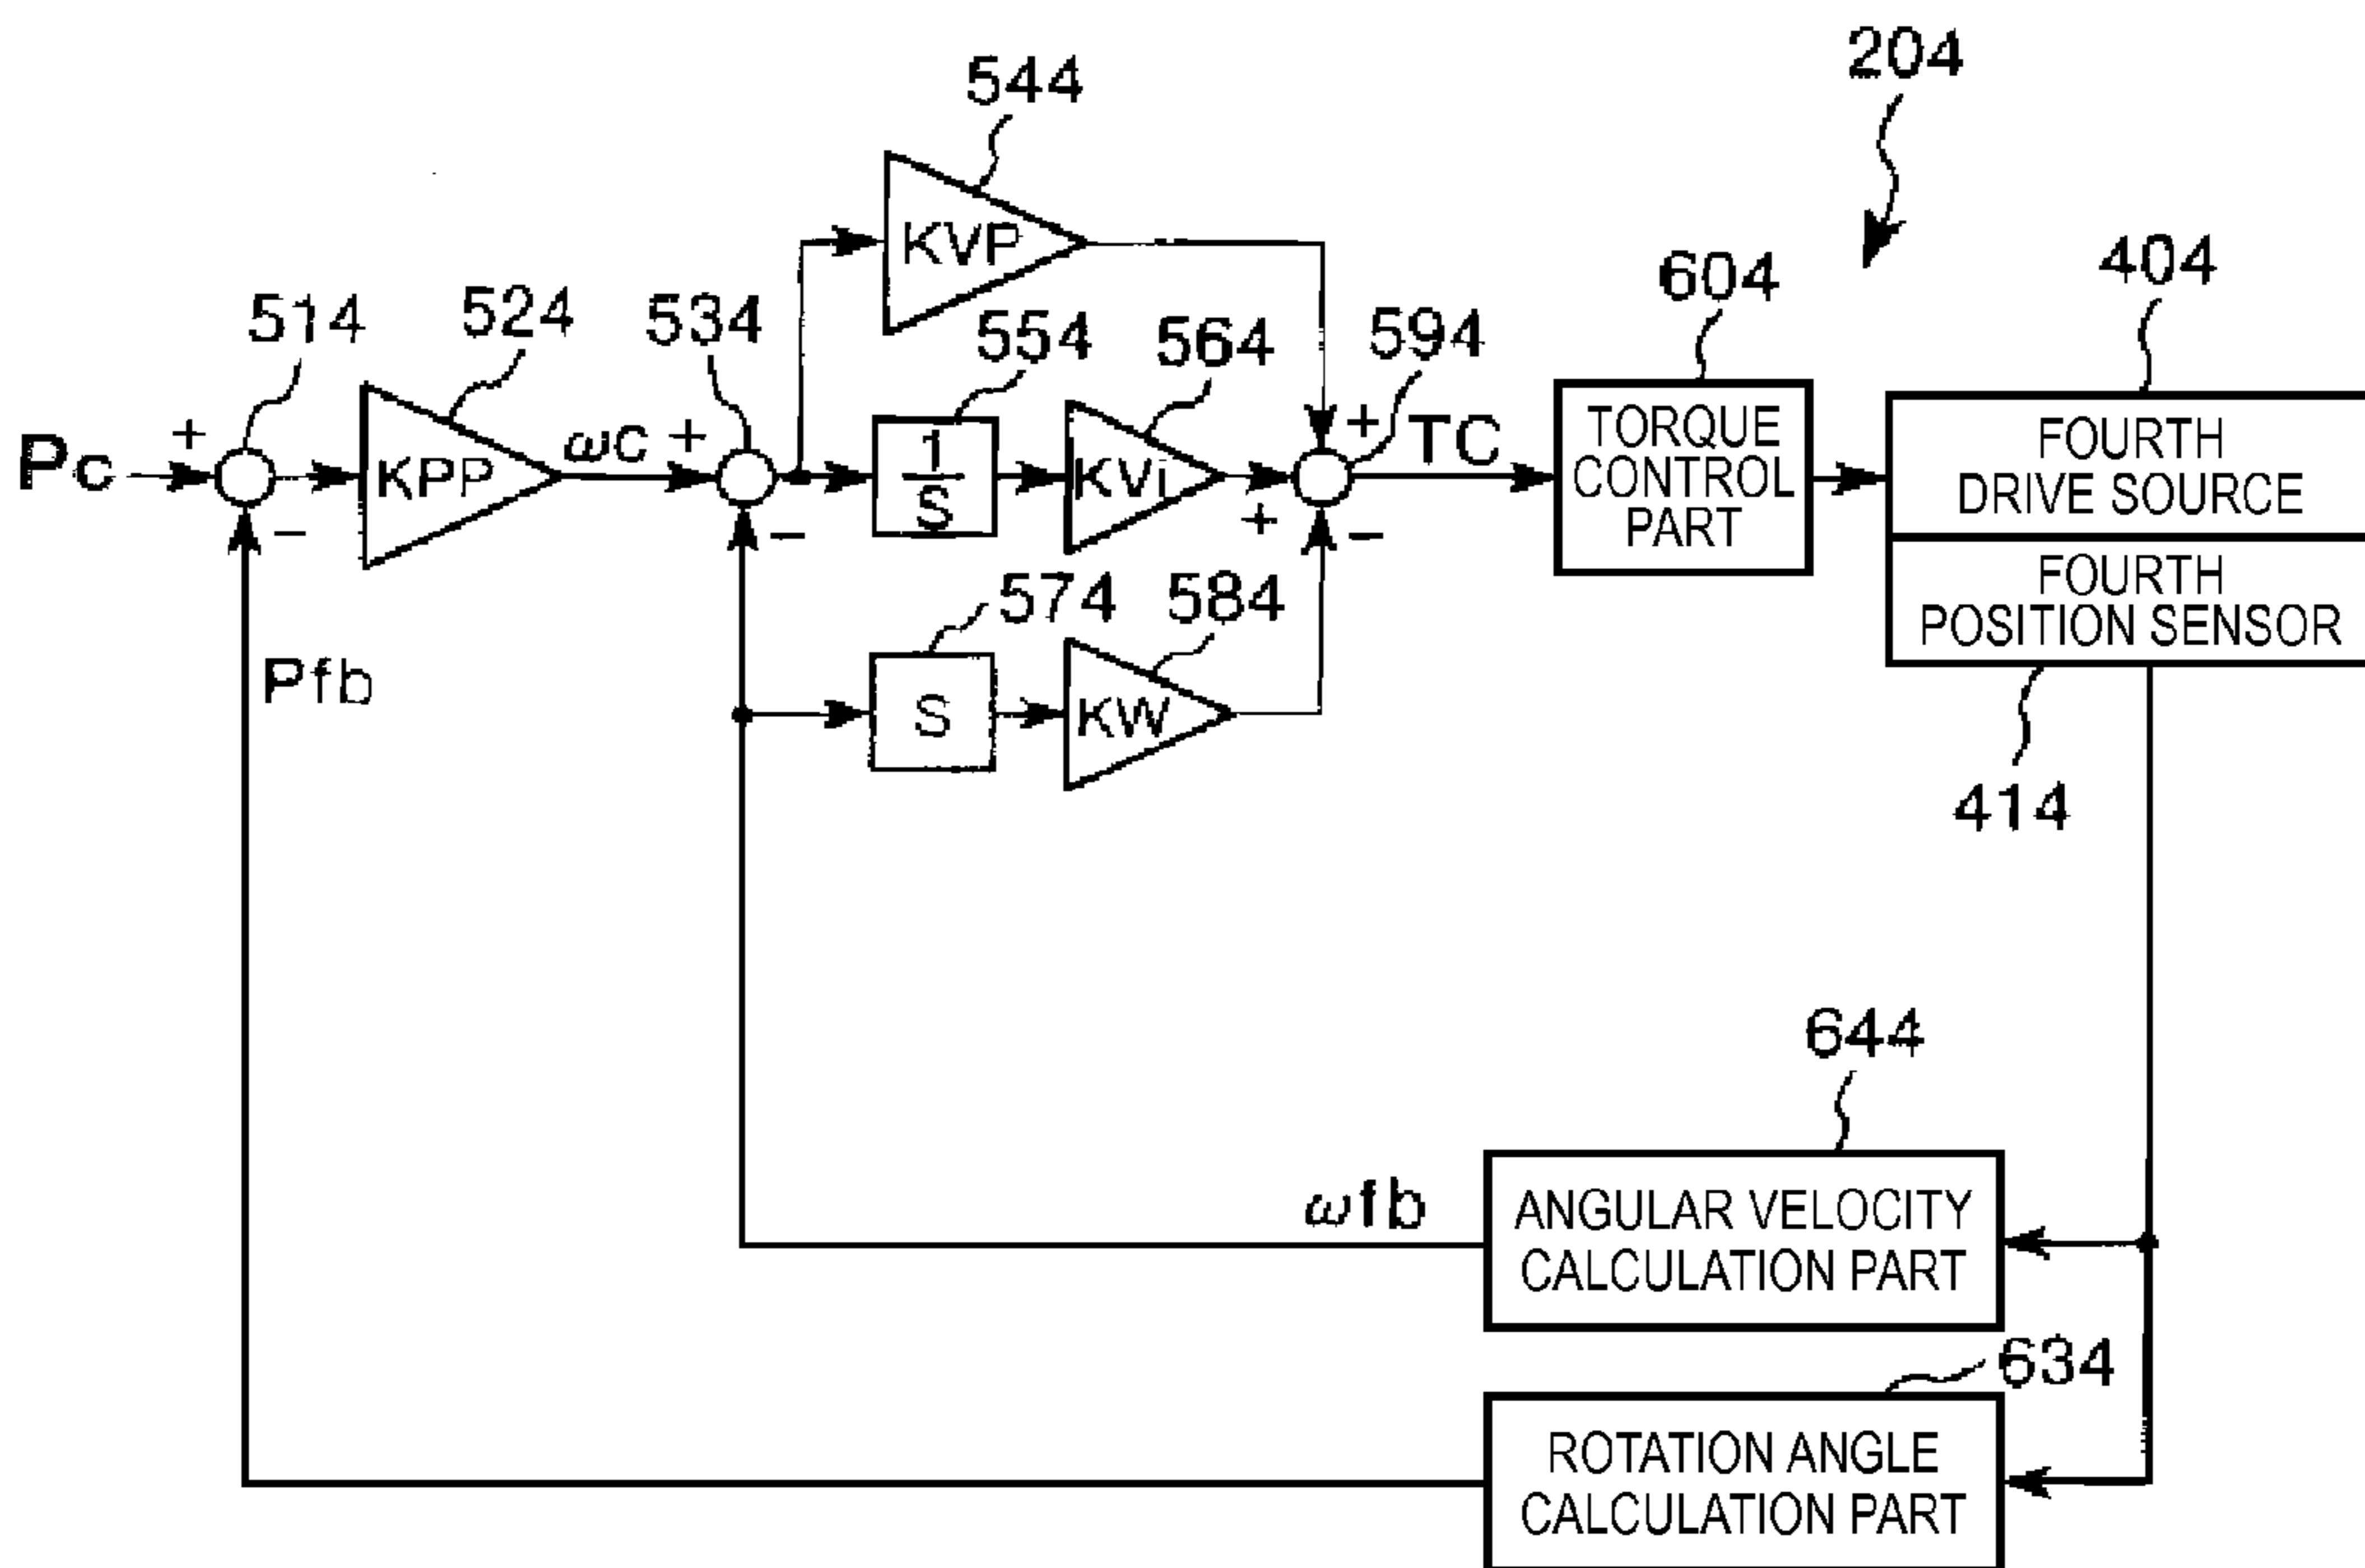 204
544
KVP
404
604
514
524
534
554
564
594
Pc
+
−
KPP
ωC
+
−
1
S
KVi
+
+
−
TC
TORQUE
CONTROL
PART
FOURTH
DRIVE SOURCE
FOURTH
POSITION SENSOR
574
584
S
KW
Pfb
414
644
ωfb
ANGULAR VELOCITY
CALCULATION PART
634
ROTATION ANGLE
CALCULATION PART